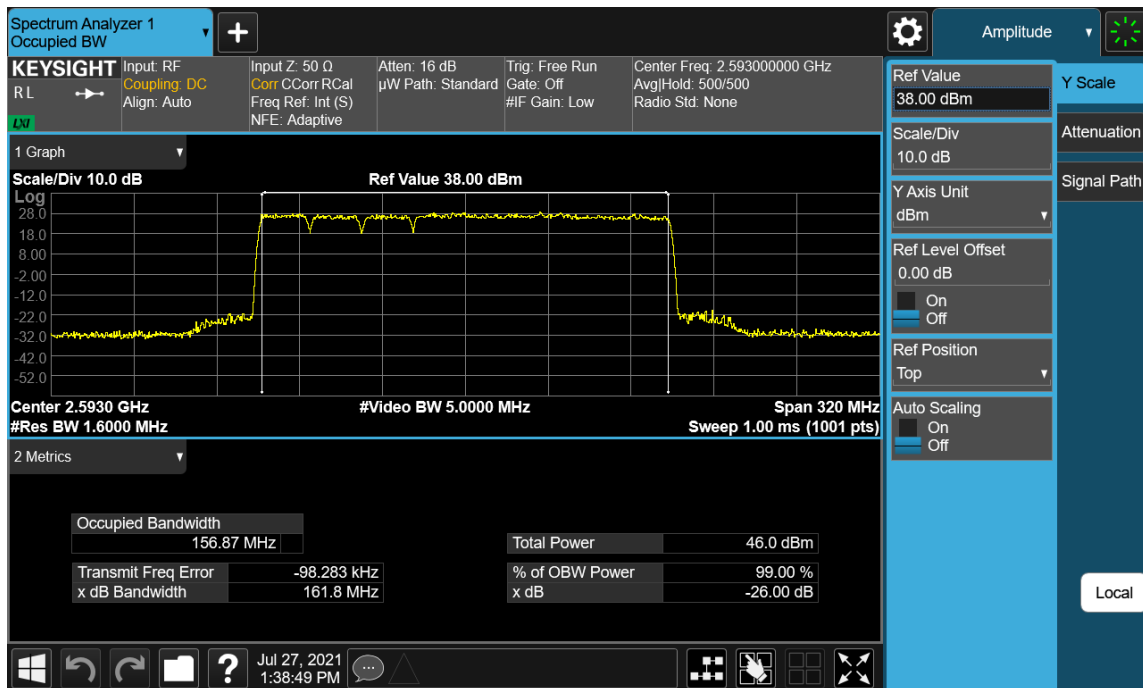 Spectrum Analyzer 1
Occupied BW
Amplitude
KEYSIGHT
R L
LXI
Input: RF
Coupling: DC
Align: Auto
Input Z: 50 Ω
Corr CCorr RCal
Freq Ref: Int (S)
NFE: Adaptive
Atten: 16 dB
µW Path: Standard
Trig: Free Run
Gate: Off
#IF Gain: Low
Center Freq: 2.593000000 GHz
Avg|Hold: 500/500
Radio Std: None
1 Graph
Scale/Div 10.0 dB
Ref Value 38.00 dBm
Log
28.0
18.0
8.00
-2.00
-12.0
-22.0
-32.0
-42.0
-52.0
Center 2.5930 GHz
#Video BW 5.0000 MHz
Span 320 MHz
#Res BW 1.6000 MHz
Sweep 1.00 ms (1001 pts)
2 Metrics
Occupied Bandwidth
156.87 MHz
Total Power 46.0 dBm
Transmit Freq Error -98.283 kHz
% of OBW Power 99.00 %
x dB Bandwidth 161.8 MHz
x dB -26.00 dB
Ref Value
38.00 dBm
Scale/Div
10.0 dB
Y Axis Unit
dBm
Ref Level Offset
0.00 dB
On
Off
Ref Position
Top
Auto Scaling
On
Off
Y Scale
Attenuation
Signal Path
Local
?
Jul 27, 2021
1:38:49 PM